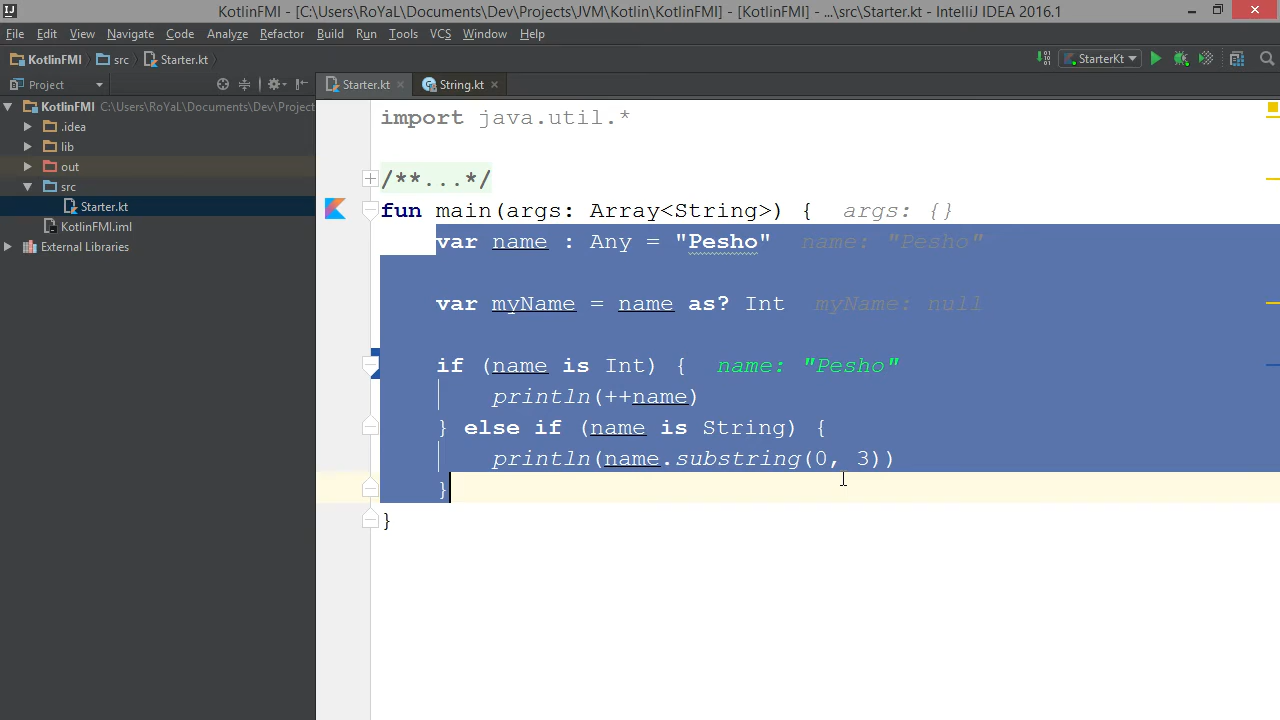 KotlinFMI - [C:\Users\RoYaL\Documents\Dev\Projects\JVM\Kotlin\KotlinFMI] - [KotlinFMI] - ...\src\Starter.kt - IntelliJ IDEA 2016.1
File Edit View Navigate Code Analyze Refactor Build Run Tools VCS Window Help
KotlinFMI src Starter.kt StarterKt
Project Starter.kt String.kt
KotlinFMI C:\Users\RoYaL\Documents\Dev\Project
.idea
lib
out
src
Starter.kt
KotlinFMI.iml
External Libraries
import java.util.*
/**...*/
fun main(args: Array<String>) { args: {}
var name : Any = "Pesho" name: "Pesho"
var myName = name as? Int myName: null
if (name is Int) { name: "Pesho"
println(++name)
} else if (name is String) {
println(name.substring(0, 3))
}
}